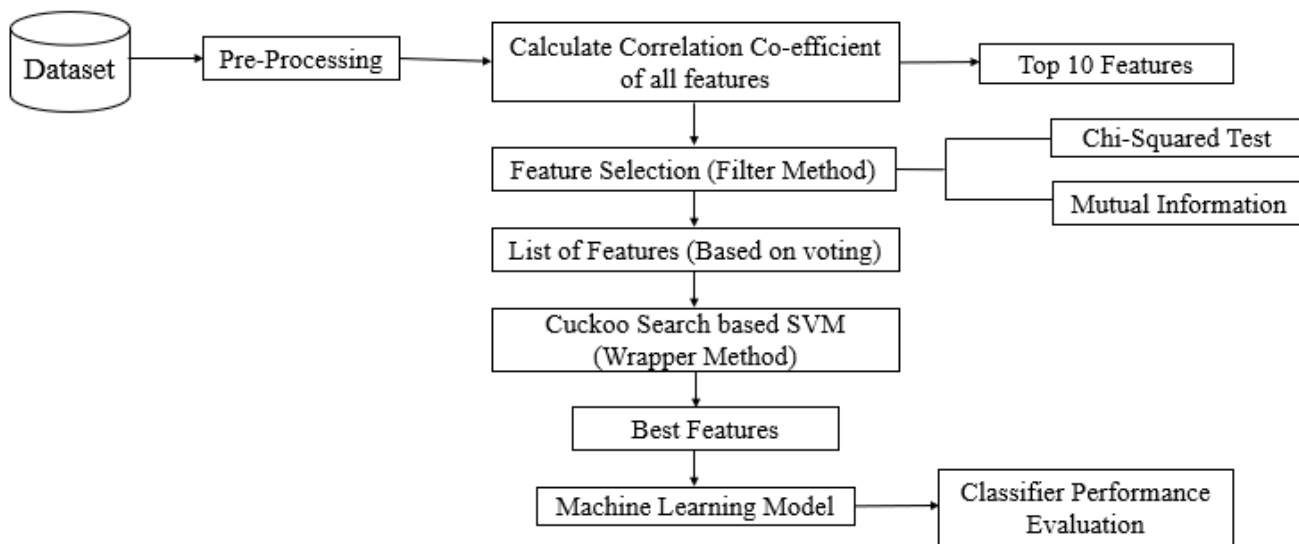 Dataset
Pre-Processing
Calculate Correlation Co-efficient
of all features
Top 10 Features
Feature Selection (Filter Method)
Chi-Squared Test
Mutual Information
List of Features (Based on voting)
Cuckoo Search based SVM
(Wrapper Method)
Best Features
Machine Learning Model
Classifier Performance
Evaluation